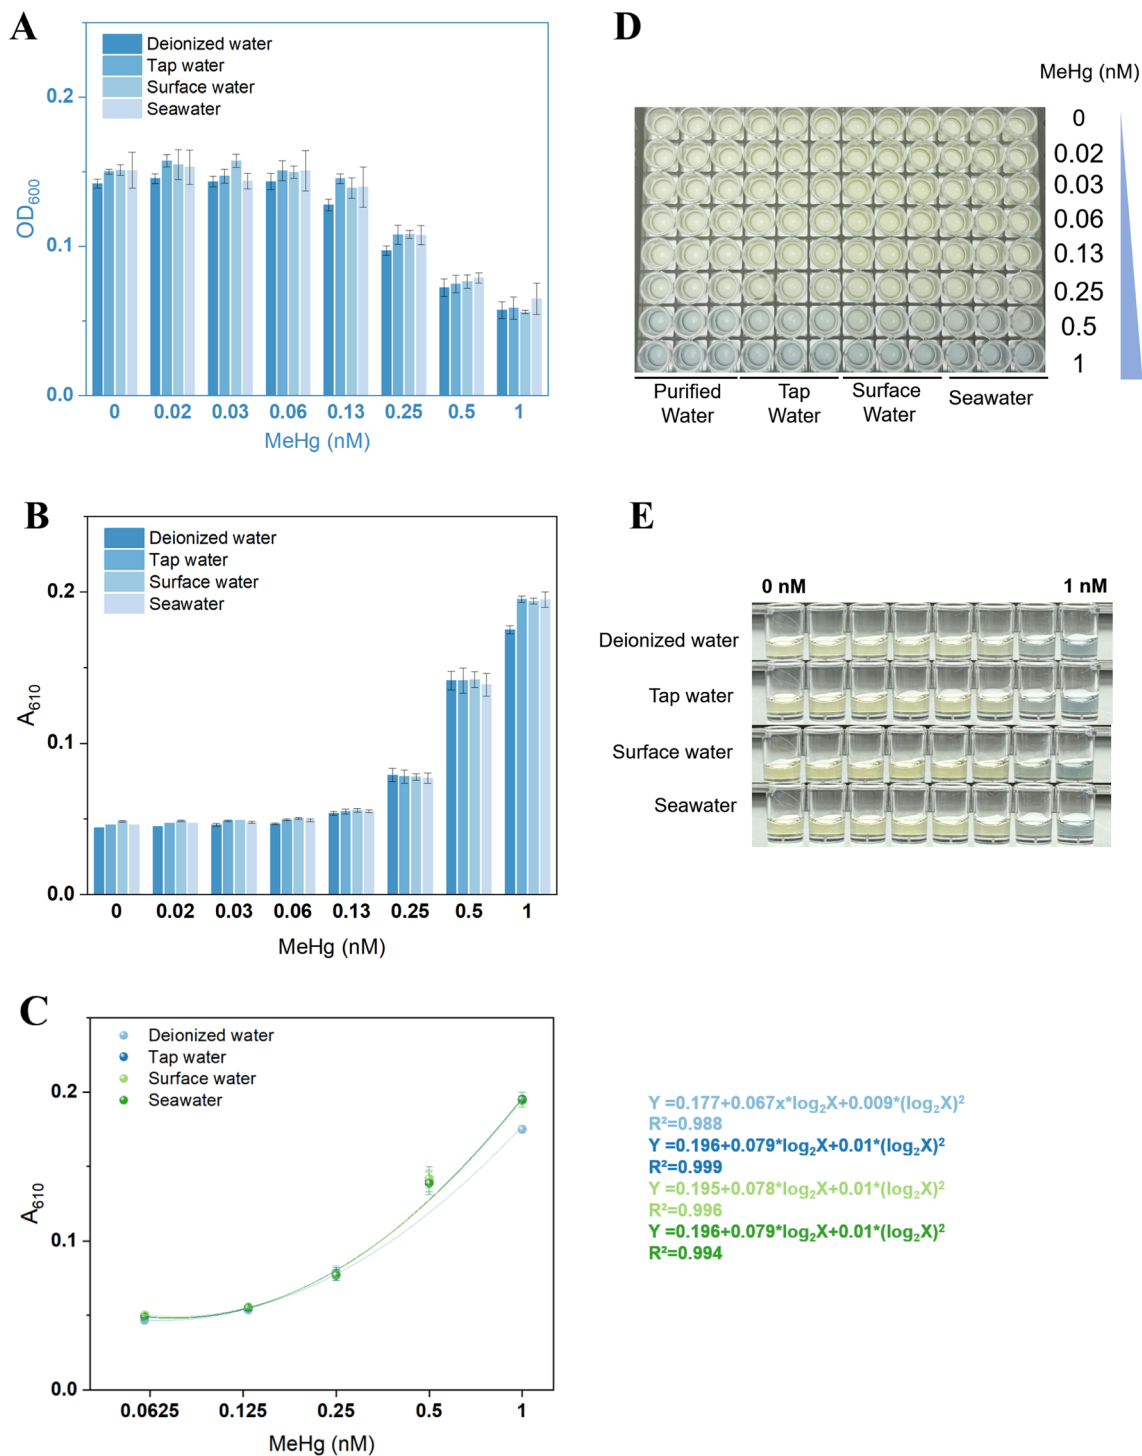 A
Deionized water
Tap water
Surface water
Seawater
0.2
0.1
0.0
OD₆₀₀
0 0.02 0.03 0.06 0.13 0.25 0.5 1
MeHg (nM)
D
MeHg (nM)
0
0.02
0.03
0.06
0.13
0.25
0.5
1
Purified Water
Tap Water
Surface Water
Seawater
B
Deionized water
Tap water
Surface water
Seawater
0.2
0.1
0.0
A₆₁₀
0 0.02 0.03 0.06 0.13 0.25 0.5 1
MeHg (nM)
E
0 nM 1 nM
Deionized water
Tap water
Surface water
Seawater
C
Deionized water
Tap water
Surface water
Seawater
0.2
0.1
0.0
A₆₁₀
0.0625 0.125 0.25 0.5 1
MeHg (nM)
Y =0.177+0.067x*log₂X+0.009*(log₂X)²
R²=0.988
Y =0.196+0.079*log₂X+0.01*(log₂X)²
R²=0.999
Y =0.195+0.078*log₂X+0.01*(log₂X)²
R²=0.996
Y =0.196+0.079*log₂X+0.01*(log₂X)²
R²=0.994